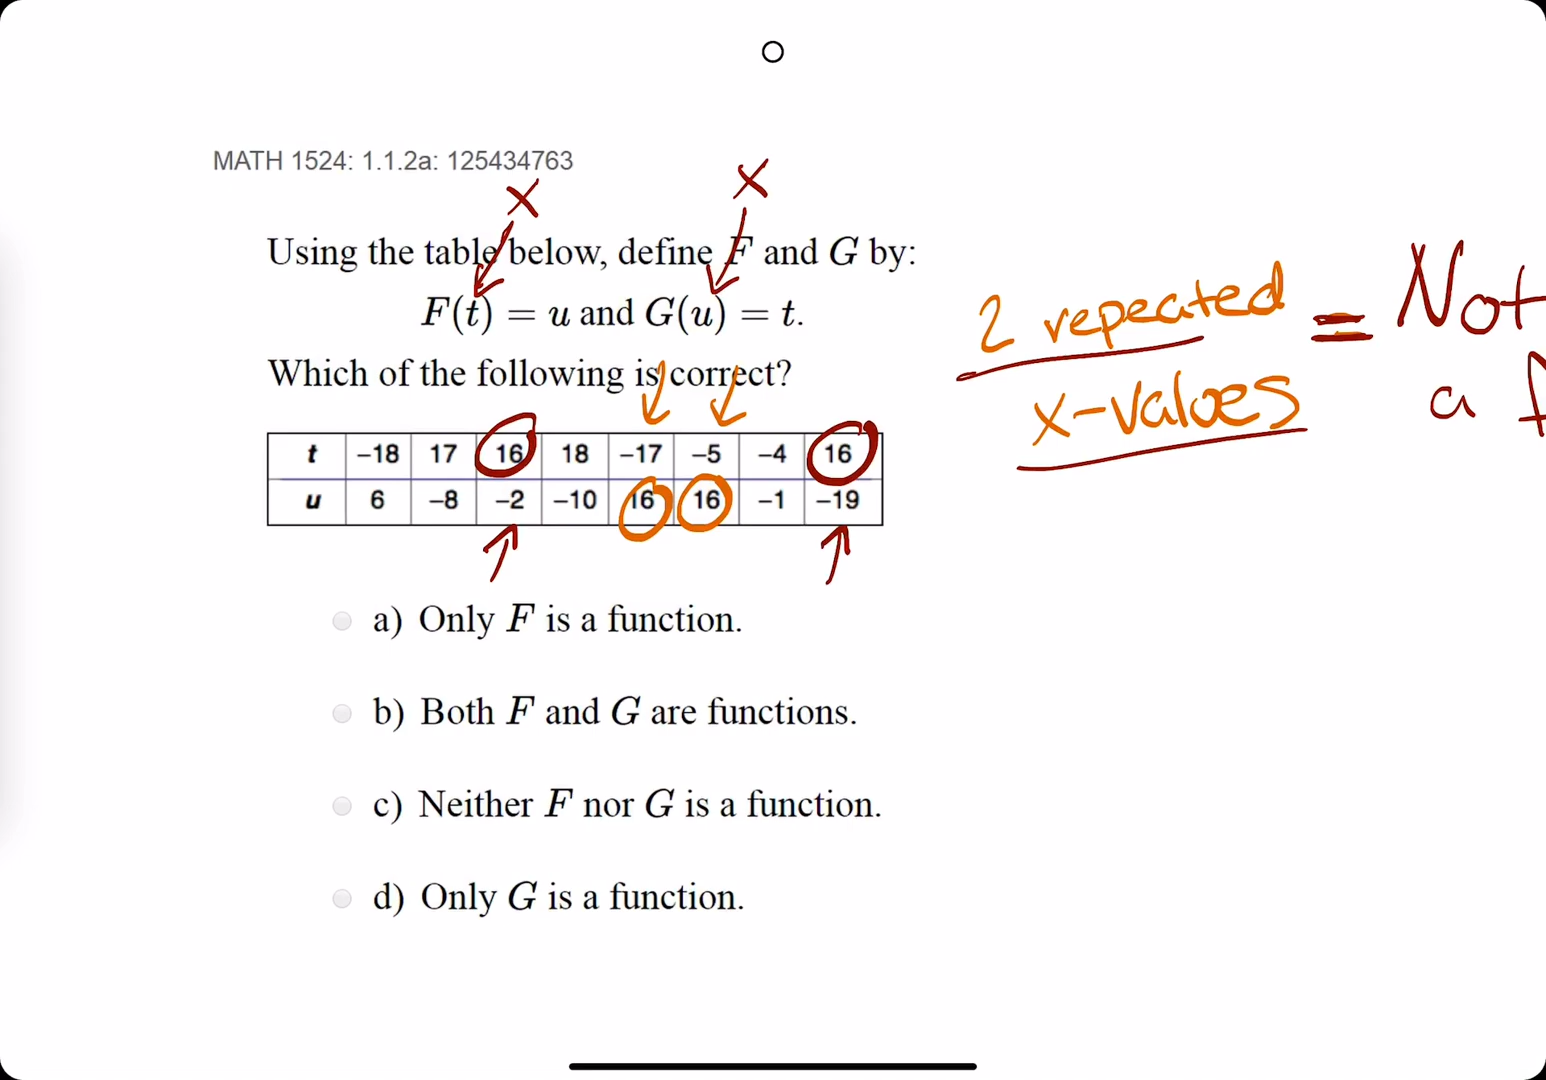 MATH 1524: 1.1.2a: 125434763
X X
Using the table below, define F and G by:
F(t) = u and G(u) = t.
Which of the following is correct?
2 repeated = Not
x-values a
t −18 17 16 18 −17 −5 −4 16
u 6 −8 −2 −10 16 16 −1 −19
a) Only F is a function.
b) Both F and G are functions.
c) Neither F nor G is a function.
d) Only G is a function.